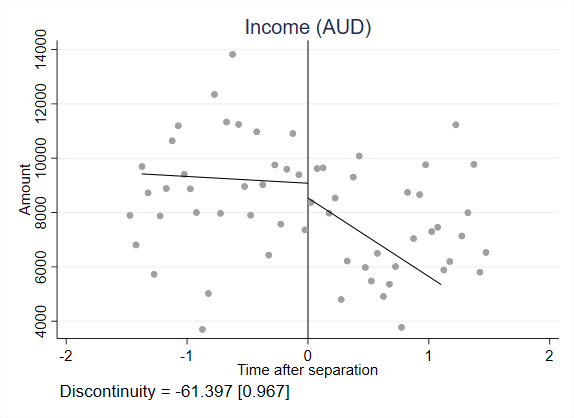 Income (AUD)
14000
12000
10000
8000
6000
4000
Amount
-2
-1
0
1
2
Time after separation
Discontinuity = -61.397 [0.967]